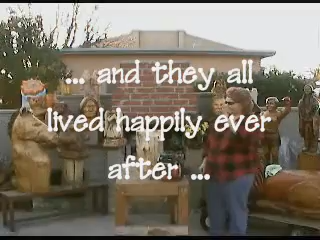 ... and they all
lived happily ever
after ...